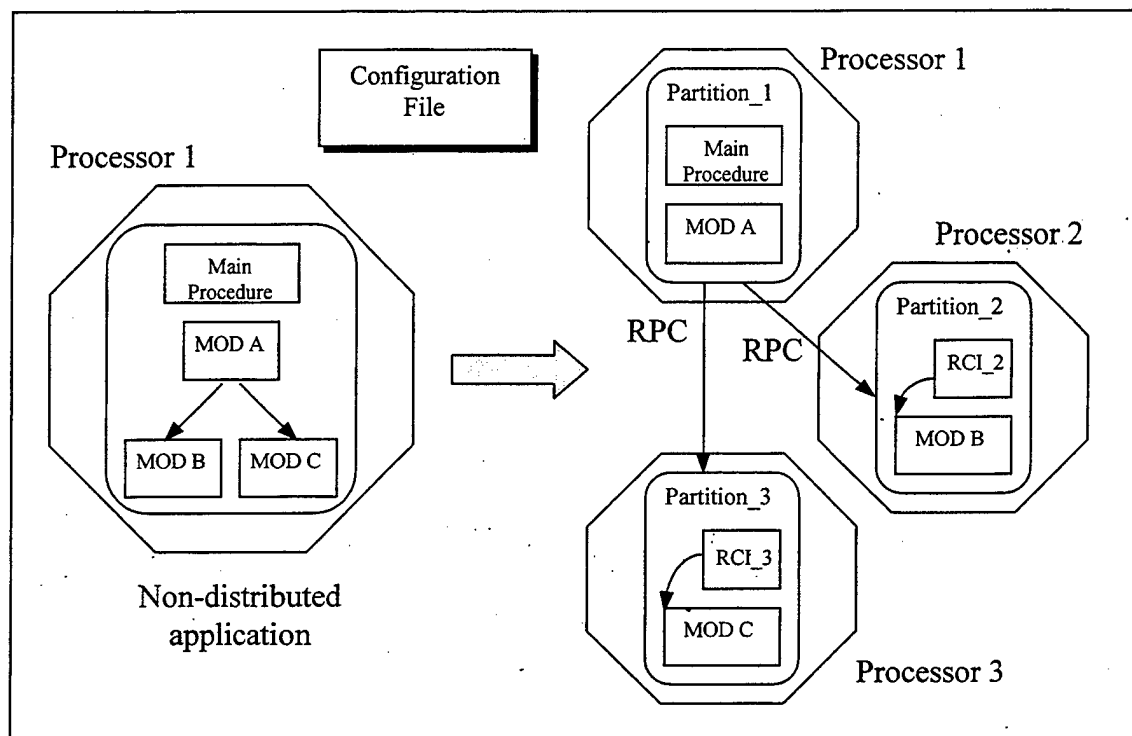 Configuration
File
Processor 1
Main
Procedure
MOD A
MOD B
MOD C
Non-distributed
application
Processor 1
Partition_1
Main
Procedure
MOD A
RPC
RPC
Processor 2
Partition_2
RCI_2
MOD B
Partition_3
RCI_3
MOD C
Processor 3